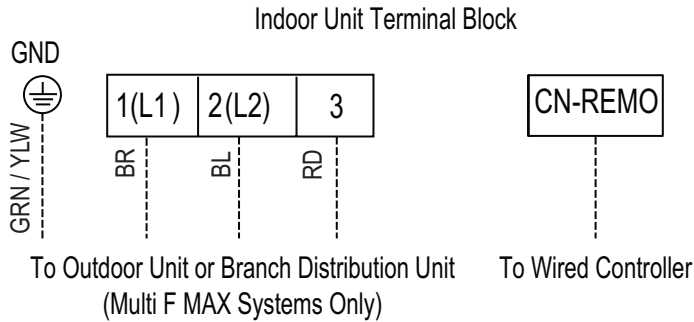 Indoor Unit Terminal Block
GND
1(L1) 2(L2) 3
CN-REMO
GRN / YLW
BR
BL
RD
To Outdoor Unit or Branch Distribution Unit
(Multi F MAX Systems Only)
To Wired Controller